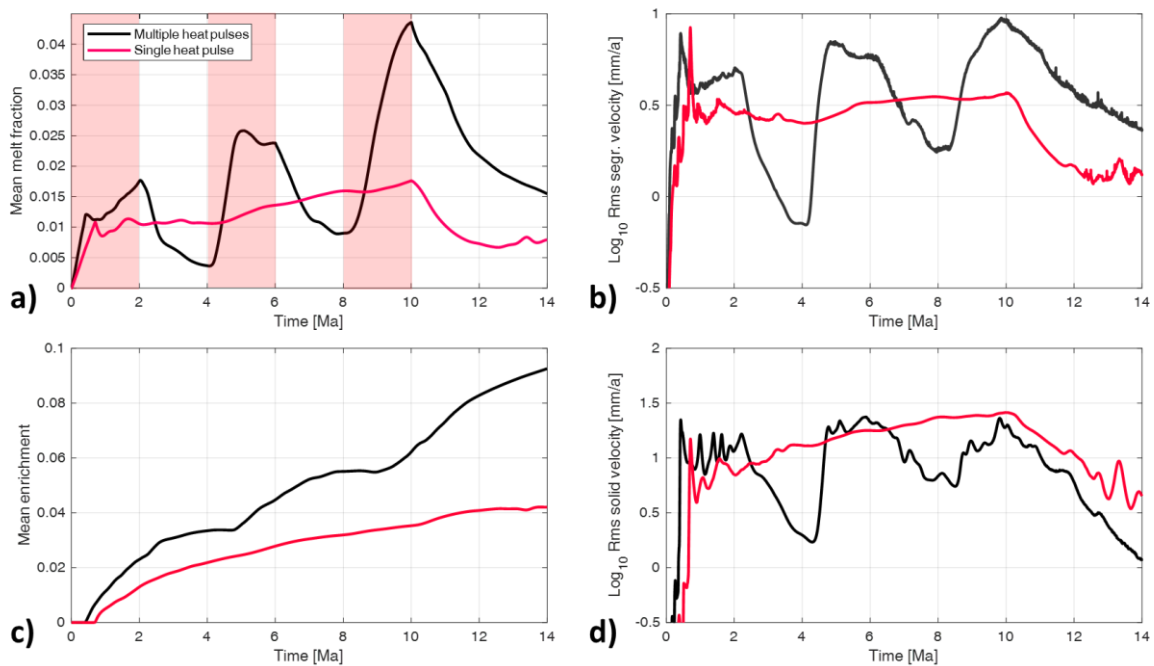 0.04
0.035
0.03
0.025
0.02
0.015
0.01
0.005
0
Mean melt fraction
Multiple heat pulses
Single heat pulse
0 2 4 6 8 10 12 14
Time [Ma]
a)
1
0.5
0
-0.5
Log10 Rms segr. velocity [mm/a]
0 2 4 6 8 10 12 14
Time [Ma]
b)
0.1
0.08
0.06
0.04
0.02
0
Mean enrichment
0 2 4 6 8 10 12 14
Time [Ma]
c)
2
1.5
1
0.5
0
-0.5
Log10 Rms solid velocity [mm/a]
0 2 4 6 8 10 12 14
Time [Ma]
d)